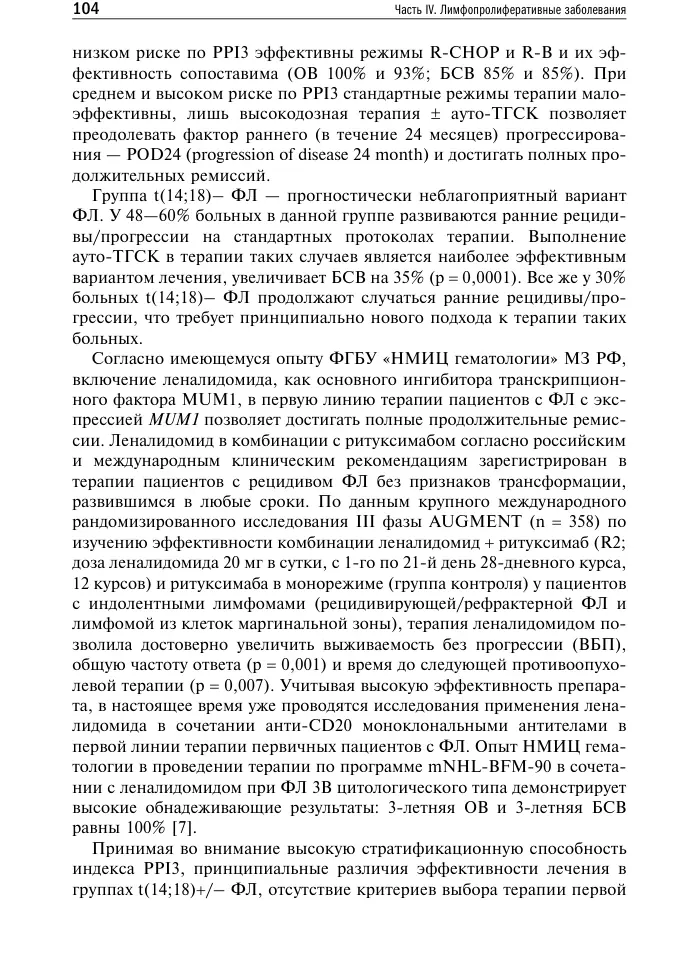 104
Часть IV. Лимфопролиферативные заболевания
низком риске по PPI3 эффективны режимы R-CHOP и R-B и их эф-
фективность сопоставима (ОВ 100% и 93%; БСВ 85% и 85%). При
среднем и высоком риске по PPI3 стандартные режимы терапии мало-
эффективны, лишь высокодозная терапия ± ауто-ТГСК позволяет
преодолевать фактор раннего (в течение 24 месяцев) прогрессирова-
ния — POD24 (progression of disease 24 month) и достигать полных про-
должительных ремиссий.
Группа t(14;18)– ФЛ — прогностически неблагоприятный вариант
ФЛ. У 48—60% больных в данной группе развиваются ранние рециди-
вы/прогрессии на стандартных протоколах терапии. Выполнение
ауто-ТГСК в терапии таких случаев является наиболее эффективным
вариантом лечения, увеличивает БСВ на 35% (p = 0,0001). Все же у 30%
больных t(14;18)– ФЛ продолжают случаться ранние рецидивы/про-
грессии, что требует принципиально нового подхода к терапии таких
больных.
Согласно имеющемуся опыту ФГБУ «НМИЦ гематологии» МЗ РФ,
включение леналидомида, как основного ингибитора транскрипцион-
ного фактора MUM1, в первую линию терапии пациентов с ФЛ с экс-
прессией MUM1 позволяет достигать полные продолжительные ремис-
сии. Леналидомид в комбинации с ритуксимабом согласно российским
и международным клиническим рекомендациям зарегистрирован в
терапии пациентов с рецидивом ФЛ без признаков трансформации,
развившимся в любые сроки. По данным крупного международного
рандомизированного исследования III фазы AUGMENT (n = 358) по
изучению эффективности комбинации леналидомид + ритуксимаб (R2;
доза леналидомида 20 мг в сутки, с 1-го по 21-й день 28-дневного курса,
12 курсов) и ритуксимаба в монорежиме (группа контроля) у пациентов
с индолентными лимфомами (рецидивирующей/рефрактерной ФЛ и
лимфомой из клеток маргинальной зоны), терапия леналидомидом по-
зволила достоверно увеличить выживаемость без прогрессии (ВБП),
общую частоту ответа (p = 0,001) и время до следующей противоопухо-
левой терапии (p = 0,007). Учитывая высокую эффективность препара-
та, в настоящее время уже проводятся исследования применения лена-
лидомида в сочетании анти-CD20 моноклональными антителами в
первой линии терапии первичных пациентов с ФЛ. Опыт НМИЦ гема-
тологии в проведении терапии по программе mNHL-BFM-90 в сочета-
нии с леналидомидом при ФЛ 3В цитологического типа демонстрирует
высокие обнадеживающие результаты: 3-летняя ОВ и 3-летняя БСВ
равны 100% [7].
Принимая во внимание высокую стратификационную способность
индекса PPI3, принципиальные различия эффективности лечения в
группах t(14;18)+/– ФЛ, отсутствие критериев выбора терапии первой